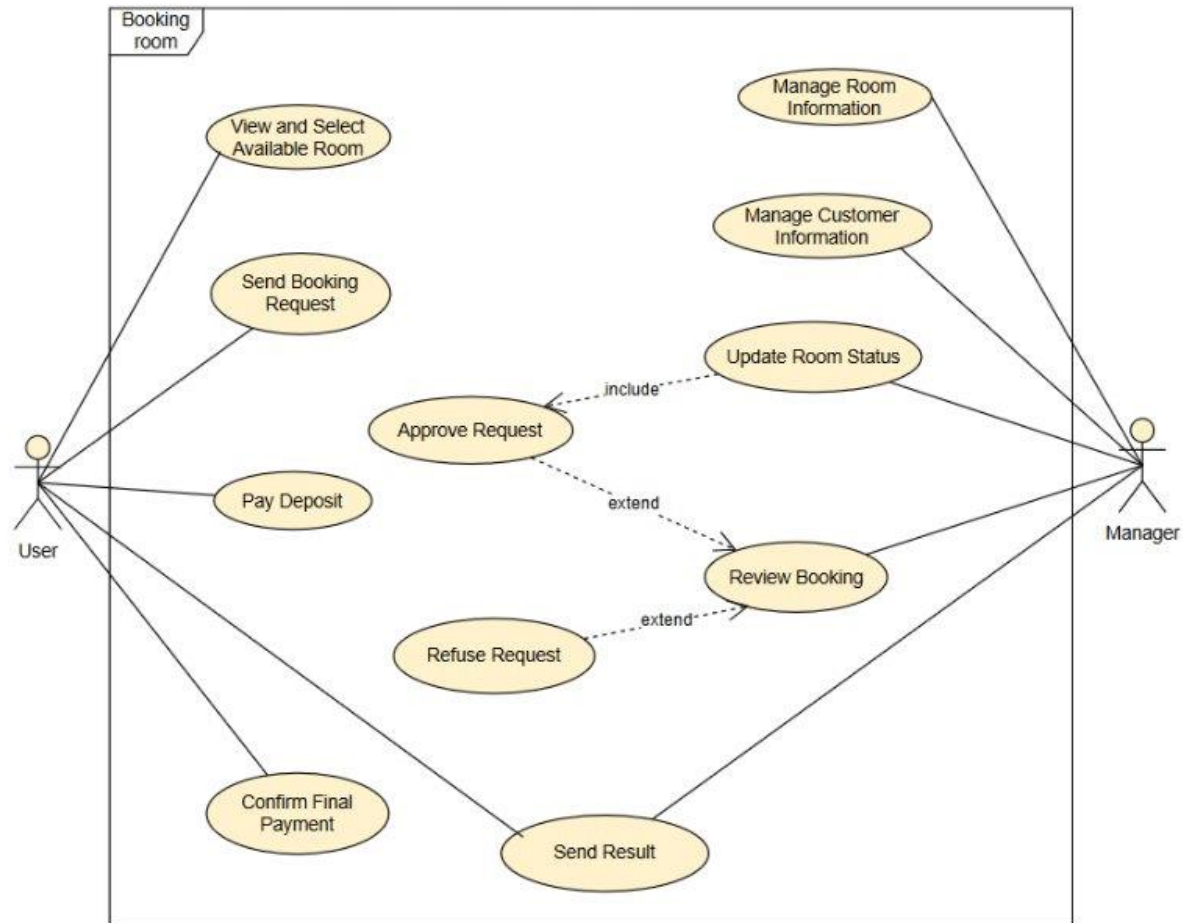 Booking
room
Manage Room
Information
View and Select
Available Room
Manage Customer
Information
Send Booking
Request
Update Room Status
include
Approve Request
extend
Pay Deposit
User
Manager
Review Booking
extend
Refuse Request
Confirm Final
Payment
Send Result